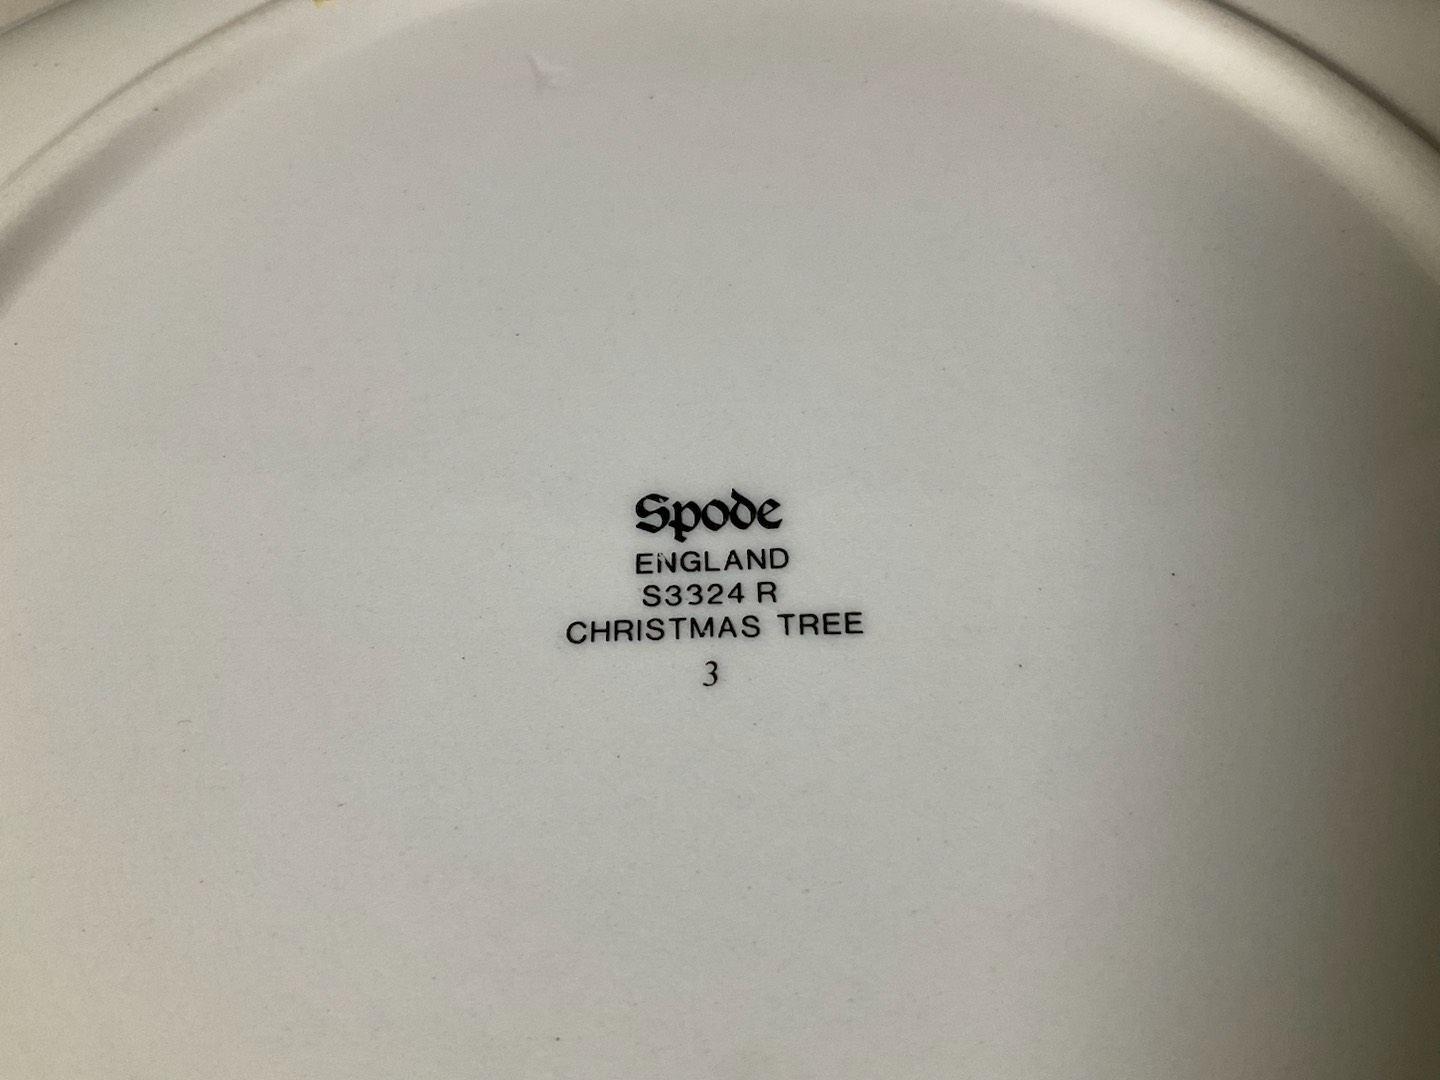 Spode
ENGLAND
S3324 R
CHRISTMAS TREE
3